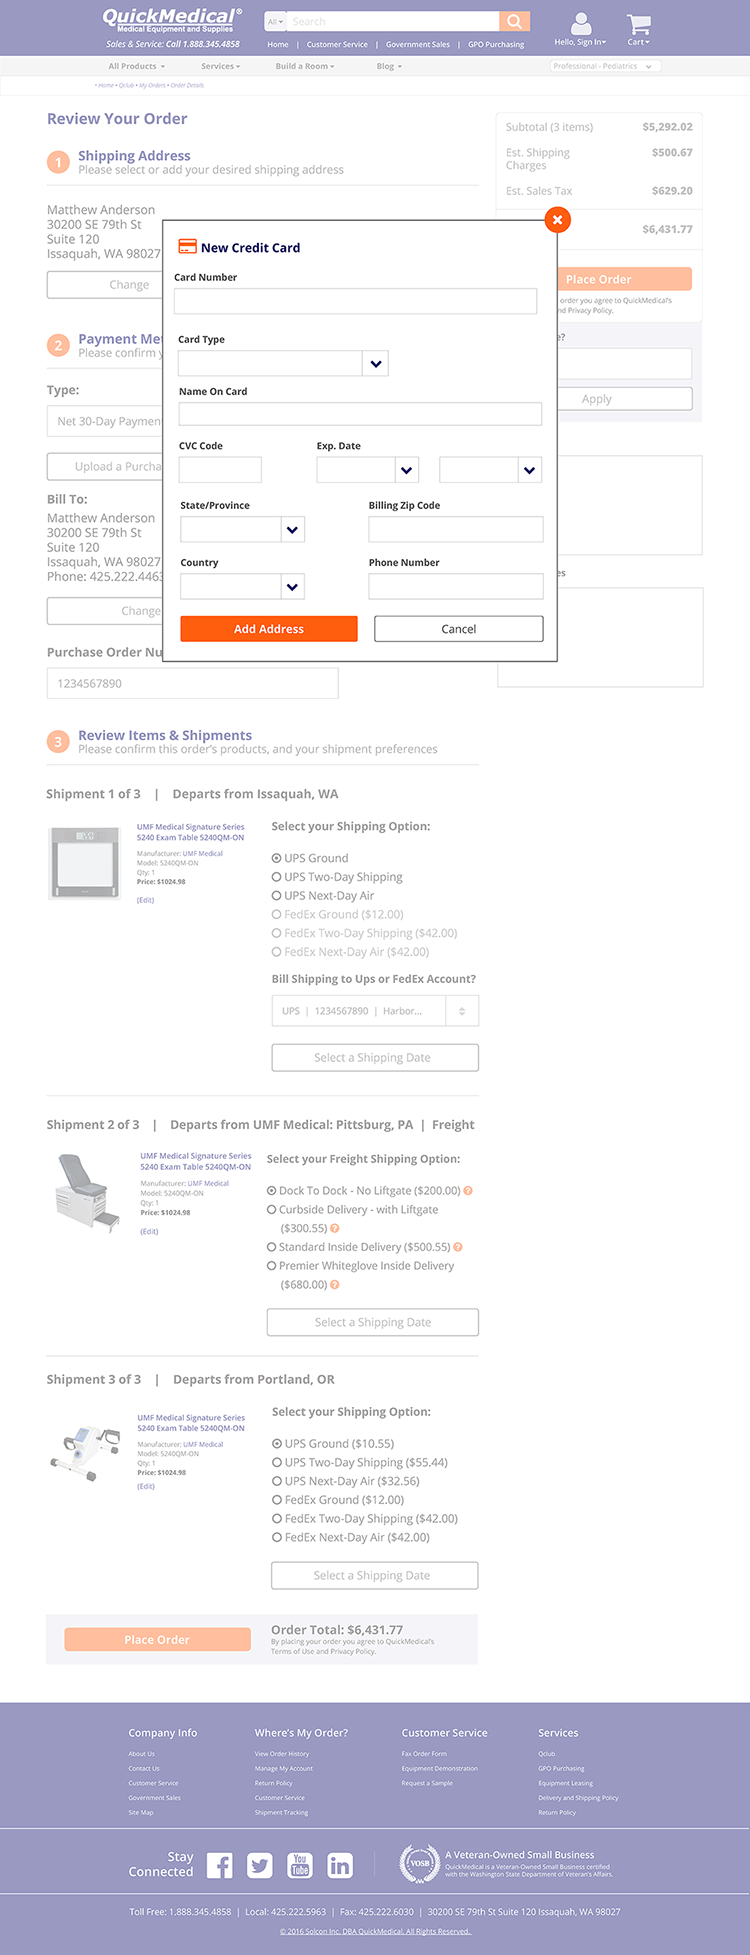 QuickMedical®
Medical Equipment and Supplies
Sales & Service: Call 1.888.345.4858
All
Search
Home | Customer Service | Government Sales | GPO Purchasing
Hello, Sign In
Cart
All Products
Services
Build a Room
Blog
Professional - Pediatrics
• Home • Qclub • My Orders • Order Details
Review Your Order
1
Shipping Address
Please select or add your desired shipping address
Matthew Anderson
30200 SE 79th St
Suite 120
Issaquah, WA 98027
Change
2
Payment Me
Please confirm y
Type:
Net 30-Day Paymen
Upload a Purcha
Bill To:
Matthew Anderson
30200 SE 79th St
Suite 120
Issaquah, WA 98027
Phone: 425.222.4463
Change
Purchase Order Nu
1234567890
Subtotal (3 items) $5,292.02
Est. Shipping $500.67
Charges
Est. Sales Tax $629.20
$6,431.77
Place Order
order you agree to QuickMedical's
nd Privacy Policy.
e?
Apply
es
New Credit Card
Card Number
Card Type
Name On Card
CVC Code
Exp. Date
State/Province
Billing Zip Code
Country
Phone Number
Add Address
Cancel
3
Review Items & Shipments
Please confirm this order's products, and your shipment preferences
Shipment 1 of 3 | Departs from Issaquah, WA
UMF Medical Signature Series
5240 Exam Table 5240QM-ON
Manufacturer: UMF Medical
Model: 5240QM-ON
Qty: 1
Price: $1024.98
(Edit)
Select your Shipping Option:
UPS Ground
UPS Two-Day Shipping
UPS Next-Day Air
FedEx Ground ($12.00)
FedEx Two-Day Shipping ($42.00)
FedEx Next-Day Air ($42.00)
Bill Shipping to Ups or FedEx Account?
UPS | 1234567890 | Harbor...
Select a Shipping Date
Shipment 2 of 3 | Departs from UMF Medical: Pittsburg, PA | Freight
UMF Medical Signature Series
5240 Exam Table 5240QM-ON
Manufacturer: UMF Medical
Model: 5240QM-ON
Qty: 1
Price: $1024.98
(Edit)
Select your Freight Shipping Option:
Dock To Dock - No Liftgate ($200.00) ?
Curbside Delivery - with Liftgate
($300.55) ?
Standard Inside Delivery ($500.55) ?
Premier Whiteglove Inside Delivery
($680.00) ?
Select a Shipping Date
Shipment 3 of 3 | Departs from Portland, OR
UMF Medical Signature Series
5240 Exam Table 5240QM-ON
Manufacturer: UMF Medical
Model: 5240QM-ON
Qty: 1
Price: $1024.98
(Edit)
Select your Shipping Option:
UPS Ground ($10.55)
UPS Two-Day Shipping ($55.44)
UPS Next-Day Air ($32.56)
FedEx Ground ($12.00)
FedEx Two-Day Shipping ($42.00)
FedEx Next-Day Air ($42.00)
Select a Shipping Date
Place Order
Order Total: $6,431.77
By placing your order you agree to QuickMedical's
Terms of Use and Privacy Policy.
Company Info
About Us
Contact Us
Customer Service
Government Sales
Site Map
Where's My Order?
View Order History
Manage My Account
Return Policy
Customer Service
Shipment Tracking
Customer Service
Fax Order Form
Equipment Demonstration
Request a Sample
Services
Qclub
GPO Purchasing
Equipment Leasing
Delivery and Shipping Policy
Return Policy
Stay
Connected
You
Tube
in
VOSB
A Veteran-Owned Small Business
QuickMedical is a Veteran-Owned Small Business certified
with the Washington State Department of Veteran's Affairs.
Toll Free: 1.888.345.4858 | Local: 425.222.5963 | Fax: 425.222.6030 | 30200 SE 79th St Suite 120 Issaquah, WA 98027
© 2016 Solcon Inc. DBA QuickMedical. All Rights Reserved.